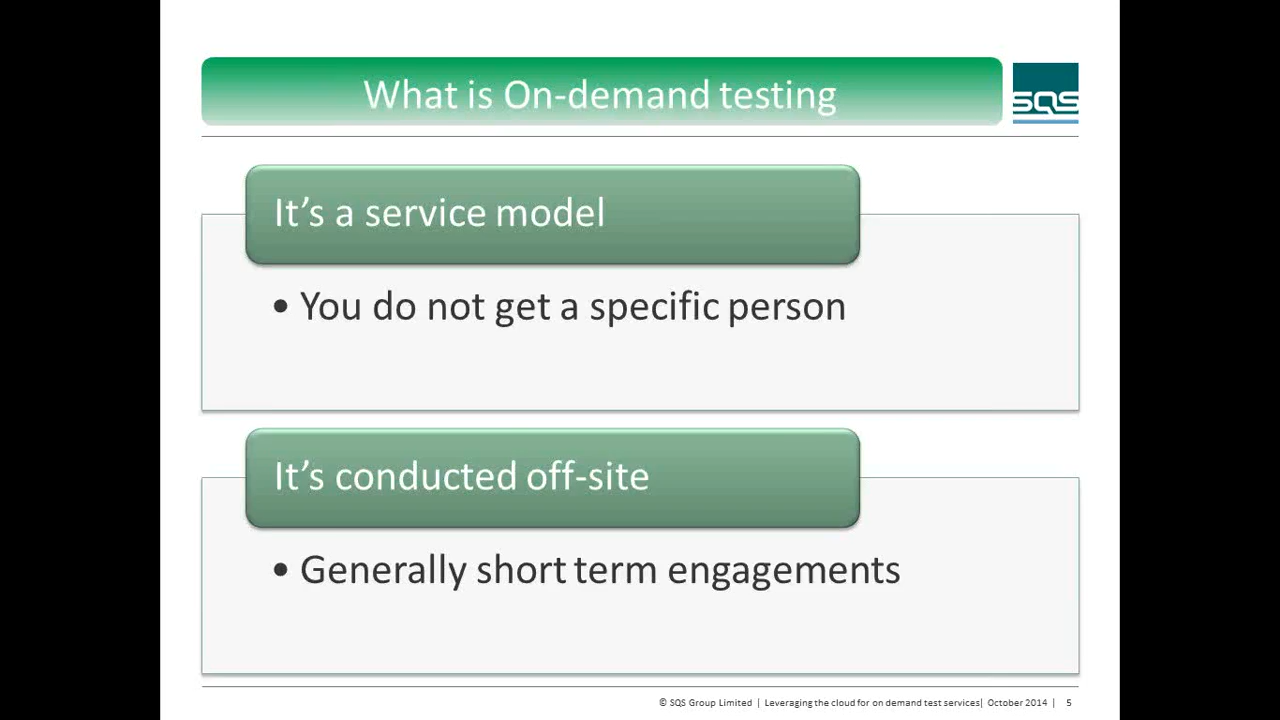 What is On-demand testing
SQS
It’s a service model
• You do not get a specific person
It’s conducted off-site
• Generally short term engagements
© SQS Group Limited | Leveraging the cloud for on demand test services| October 2014 | 5